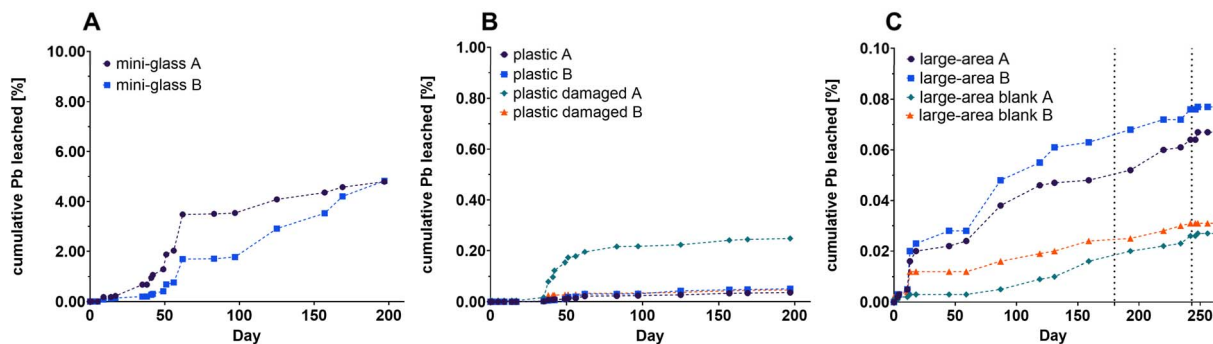 A
cumulative Pb leached [%]
10.00
8.00
6.00
4.00
2.00
0.00
mini-glass A
mini-glass B
0
50
100
150
200
Day
B
cumulative Pb leached [%]
1.00
0.80
0.60
0.40
0.20
0.00
plastic A
plastic B
plastic damaged A
plastic damaged B
0
50
100
150
200
Day
C
cumulative Pb leached [%]
0.10
0.08
0.06
0.04
0.02
0.00
large-area A
large-area B
large-area blank A
large-area blank B
0
50
100
150
200
250
Day